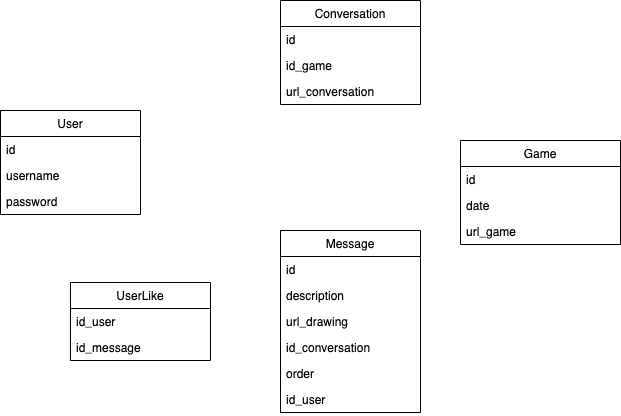 Conversation
id
id_game
url_conversation
User
id
username
password
Game
id
date
url_game
Message
id
description
url_drawing
id_conversation
order
id_user
UserLike
id_user
id_message